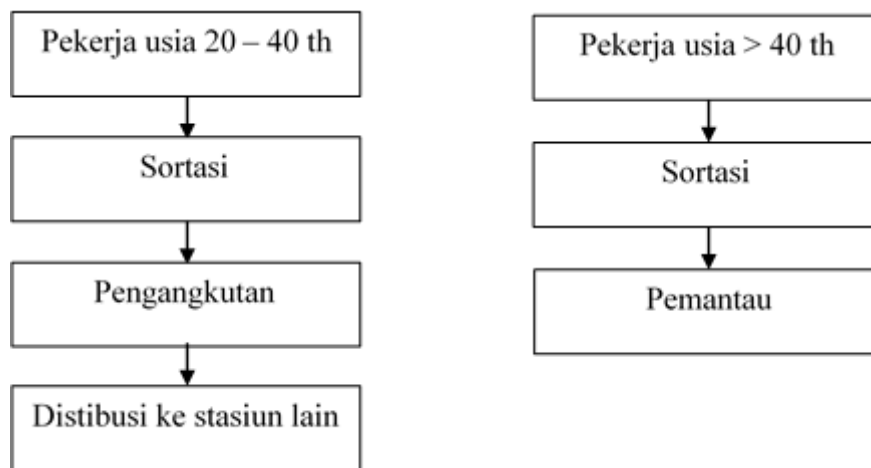 Pekerja usia 20 – 40 th
Sortasi
Pengangkutan
Distibusi ke stasiun lain
Pekerja usia > 40 th
Sortasi
Pemantau